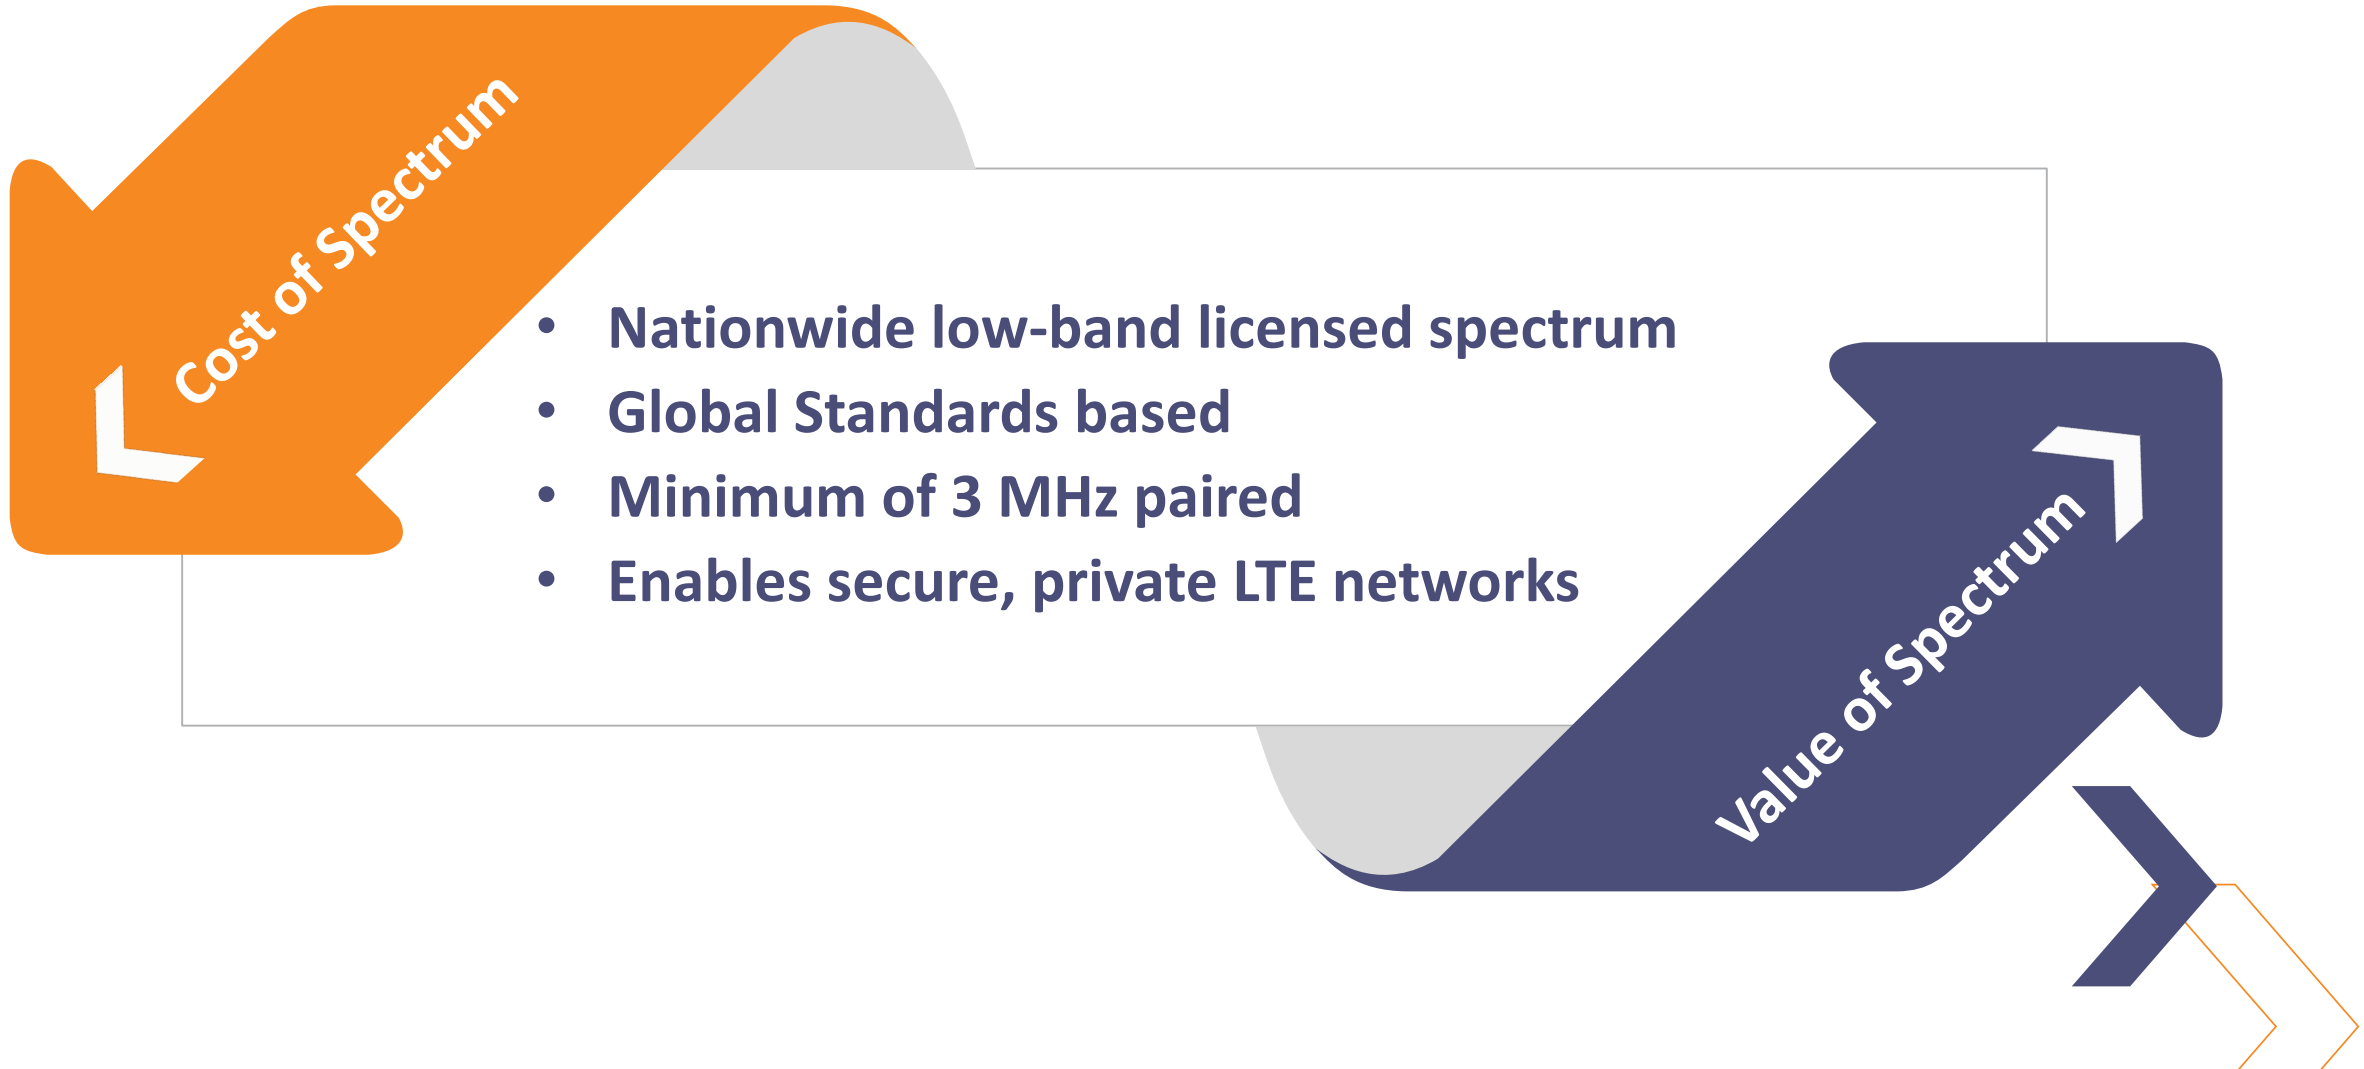 Cost of Spectrum
• Nationwide low-band licensed spectrum
• Global Standards based
• Minimum of 3 MHz paired
• Enables secure, private LTE networks
Value of Spectrum